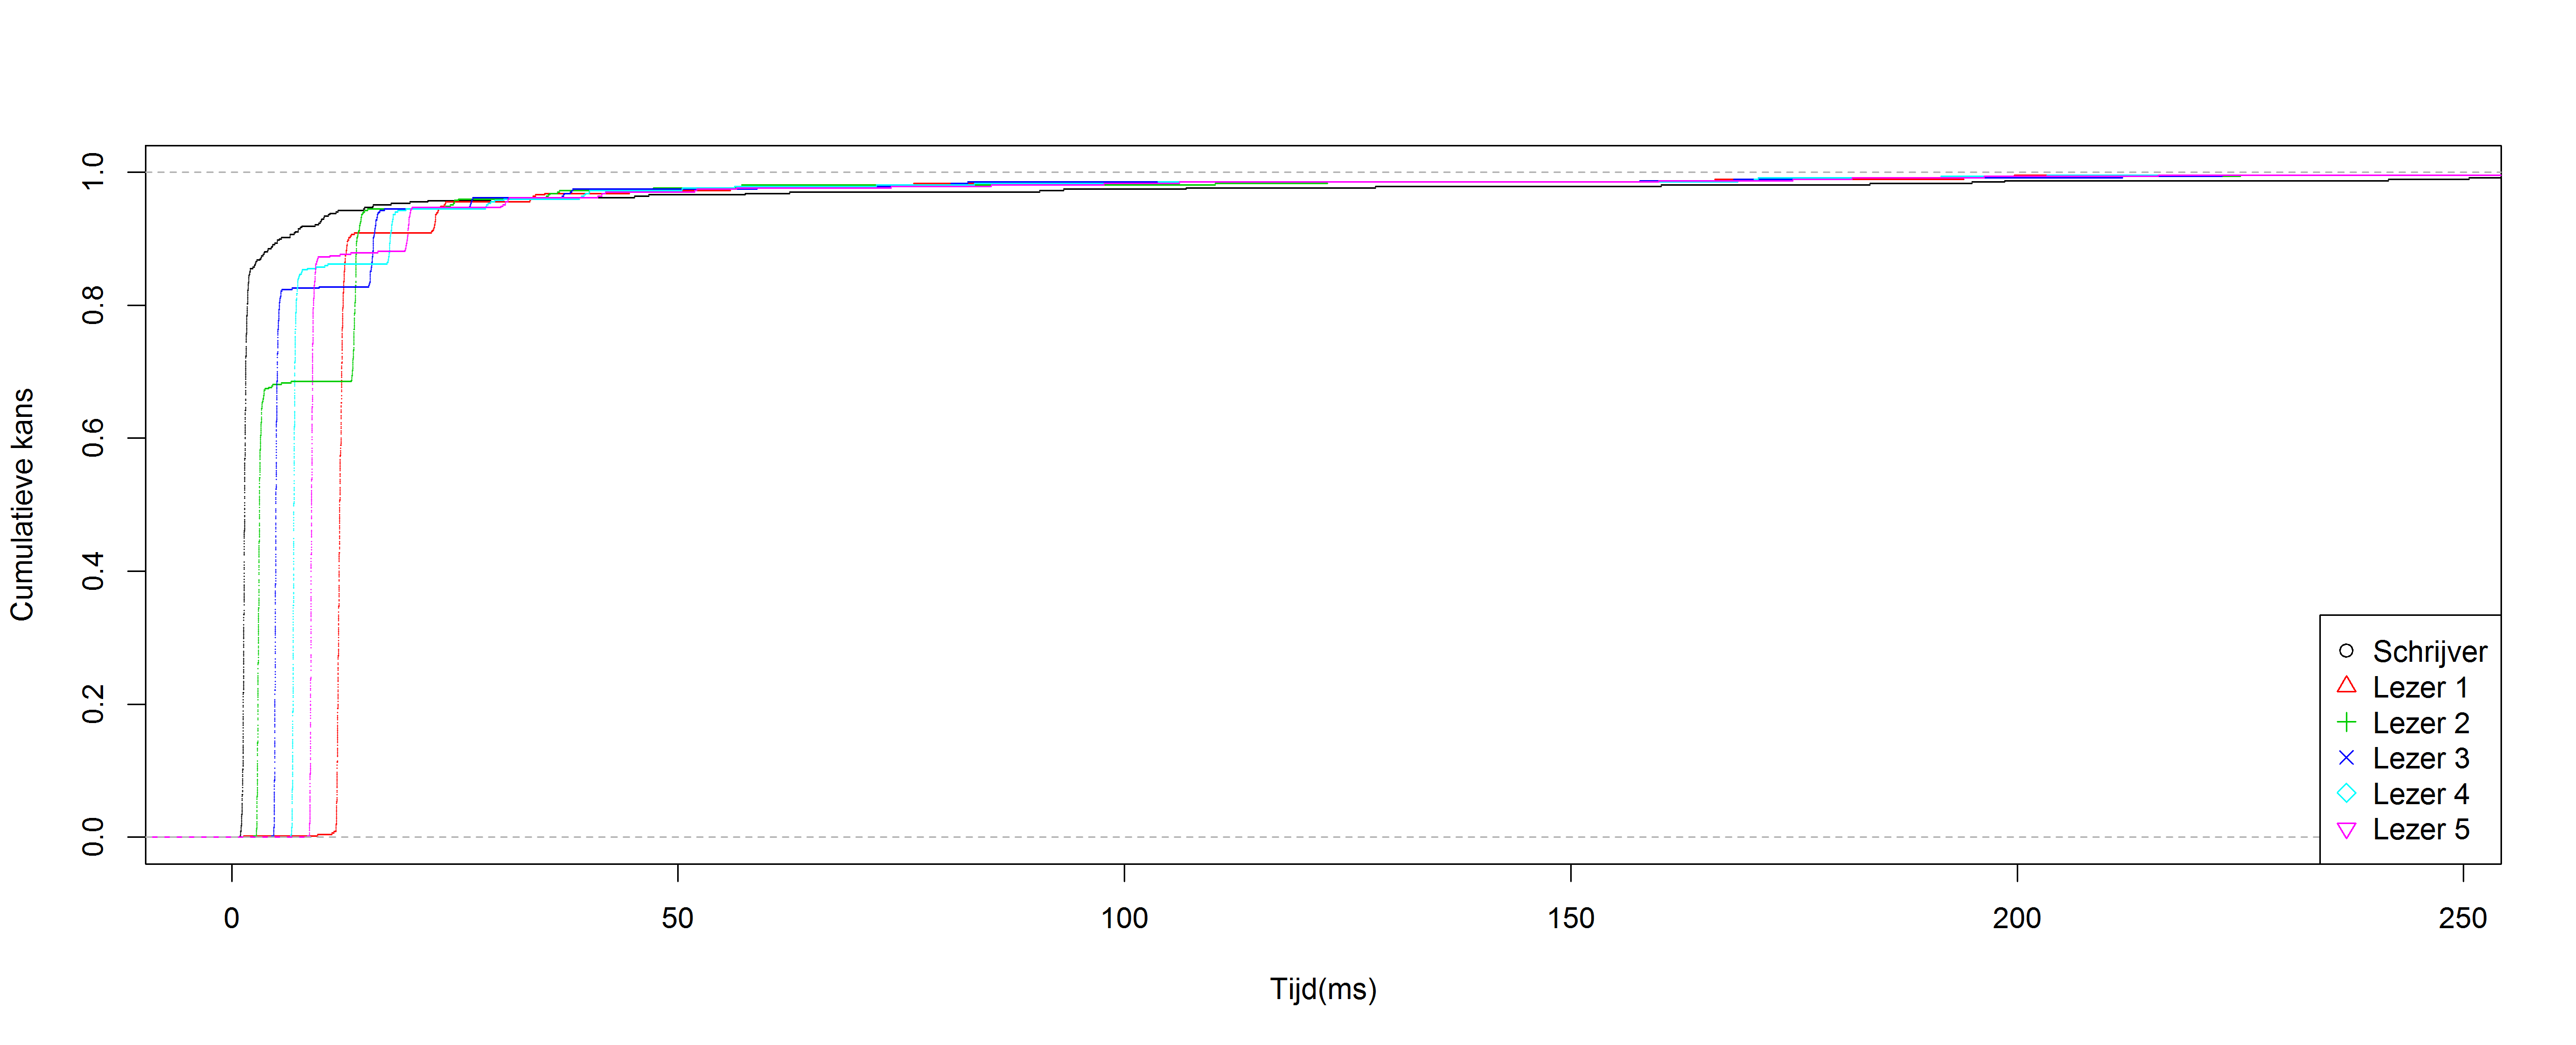 Cumulatieve kans
1.0
0.8
0.6
0.4
0.2
0.0
0 50 100 150 200 250
Tijd(ms)
Schrijver
Lezer 1
Lezer 2
Lezer 3
Lezer 4
Lezer 5